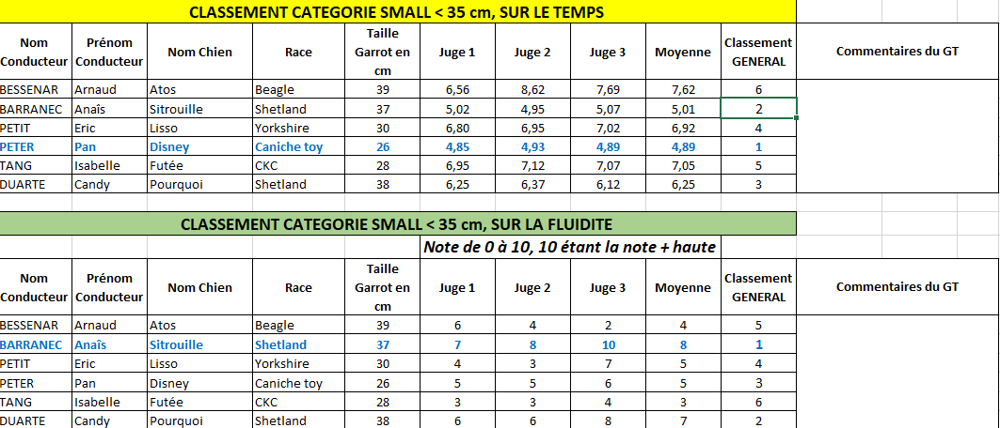 CLASSEMENT CATEGORIE SMALL < 35 cm, SUR LE TEMPS
Nom Conducteur Prénom Conducteur Nom Chien Race Taille Garrot en cm Juge 1 Juge 2 Juge 3 Moyenne Classement GENERAL Commentaires du GT
BESSENAR Arnaud Atos Beagle 39 6,56 8,62 7,69 7,62 6
BARRANEC Anaîs Sitrouille Shetland 37 5,02 4,95 5,07 5,01 2
PETIT Eric Lisso Yorkshire 30 6,80 6,95 7,02 6,92 4
PETER Pan Disney Caniche toy 26 4,85 4,93 4,89 4,89 1
TANG Isabelle Futée CKC 28 6,95 7,12 7,07 7,05 5
DUARTE Candy Pourquoi Shetland 38 6,25 6,37 6,12 6,25 3
CLASSEMENT CATEGORIE SMALL < 35 cm, SUR LA FLUIDITE
Note de 0 à 10, 10 étant la note + haute
Nom Conducteur Prénom Conducteur Nom Chien Race Taille Garrot en cm Juge 1 Juge 2 Juge 3 Moyenne Classement GENERAL Commentaires du GT
BESSENAR Arnaud Atos Beagle 39 6 4 2 4 5
BARRANEC Anaîs Sitrouille Shetland 37 7 8 10 8 1
PETIT Eric Lisso Yorkshire 30 4 3 7 5 4
PETER Pan Disney Caniche toy 26 5 5 6 5 3
TANG Isabelle Futée CKC 28 3 3 4 3 6
DUARTE Candy Pourquoi Shetland 38 6 6 8 7 2